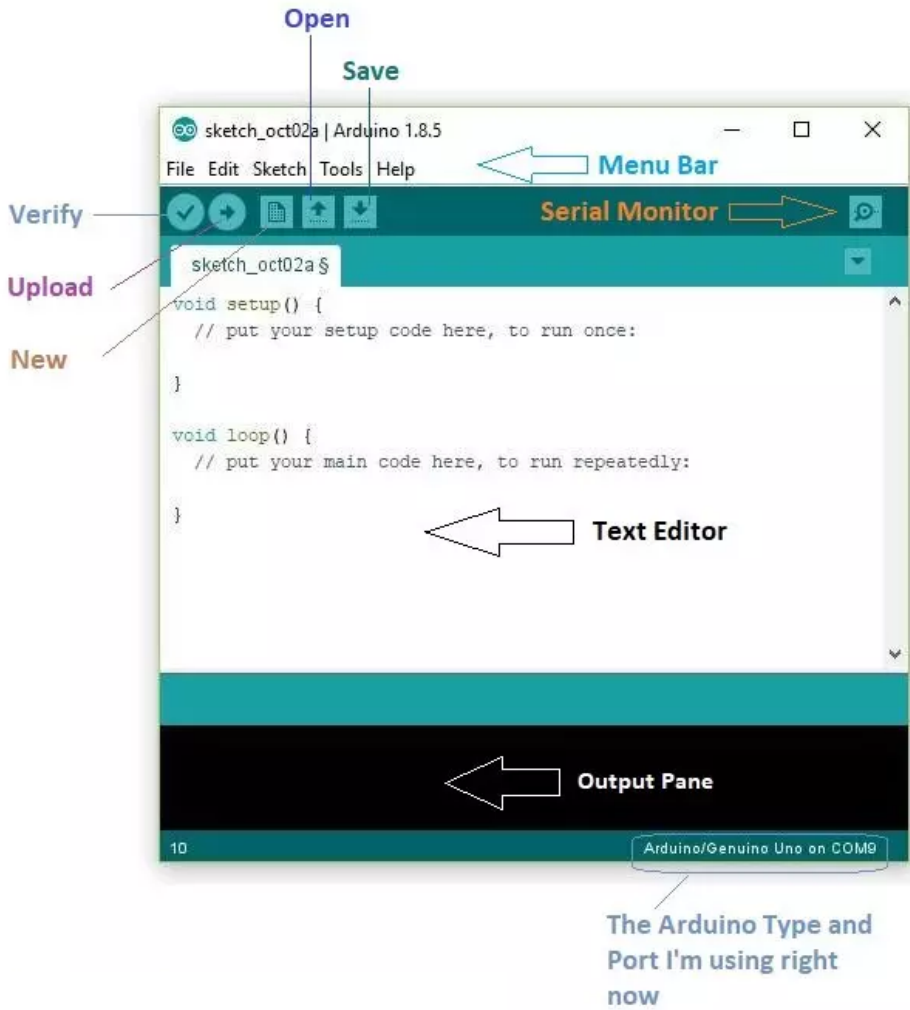 Open
Save
sketch_oct02a | Arduino 1.8.5
File Edit Sketch Tools Help
Menu Bar
Verify
Serial Monitor
sketch_oct02a §
Upload
void setup() {
// put your setup code here, to run once:
New
}
void loop() {
// put your main code here, to run repeatedly:
}
Text Editor
Output Pane
10
Arduino/Genuino Uno on COM9
The Arduino Type and
Port I'm using right
now